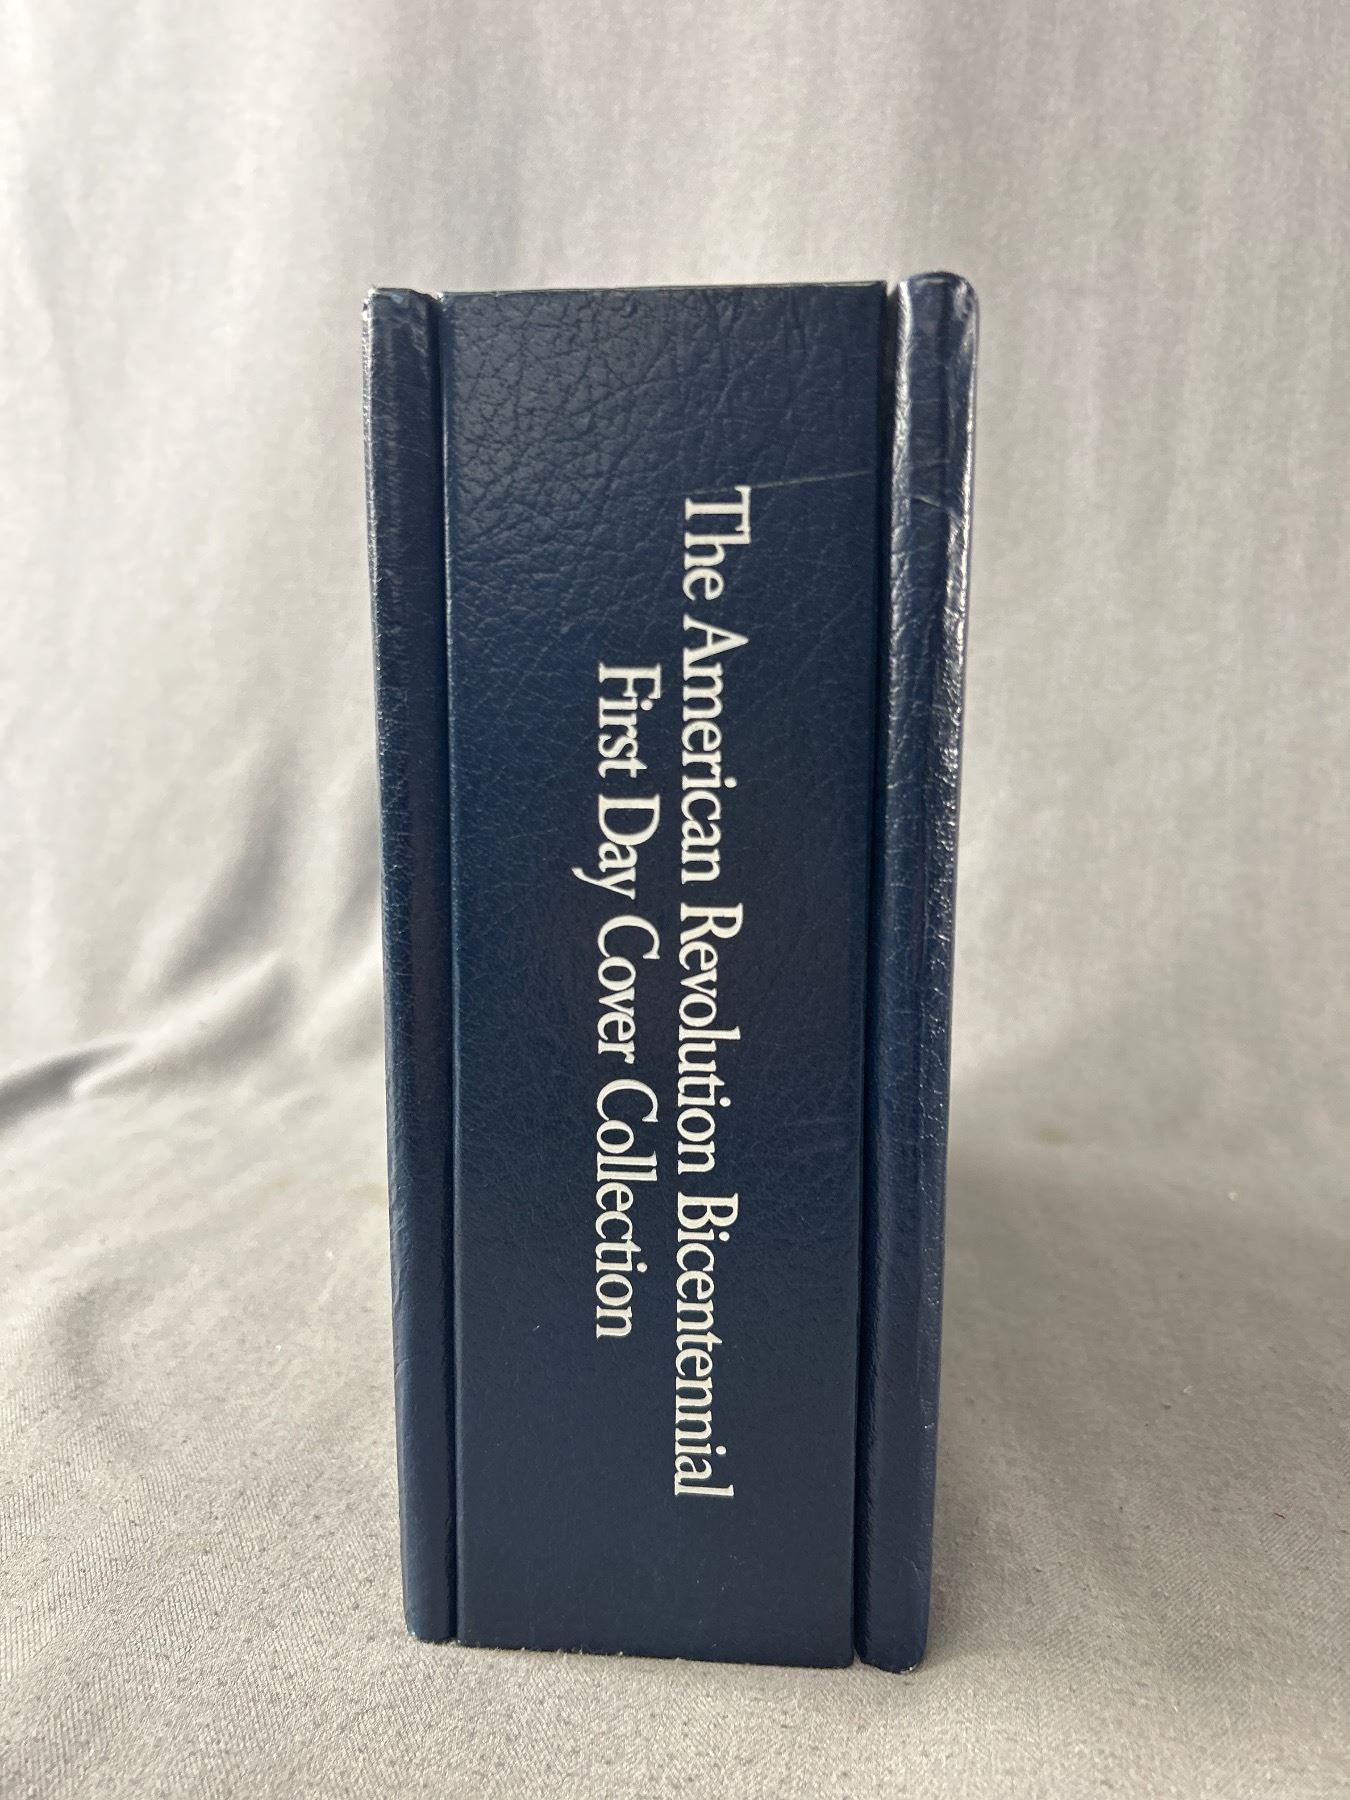 The American Revolution Bicentennial
First Day Cover Collection